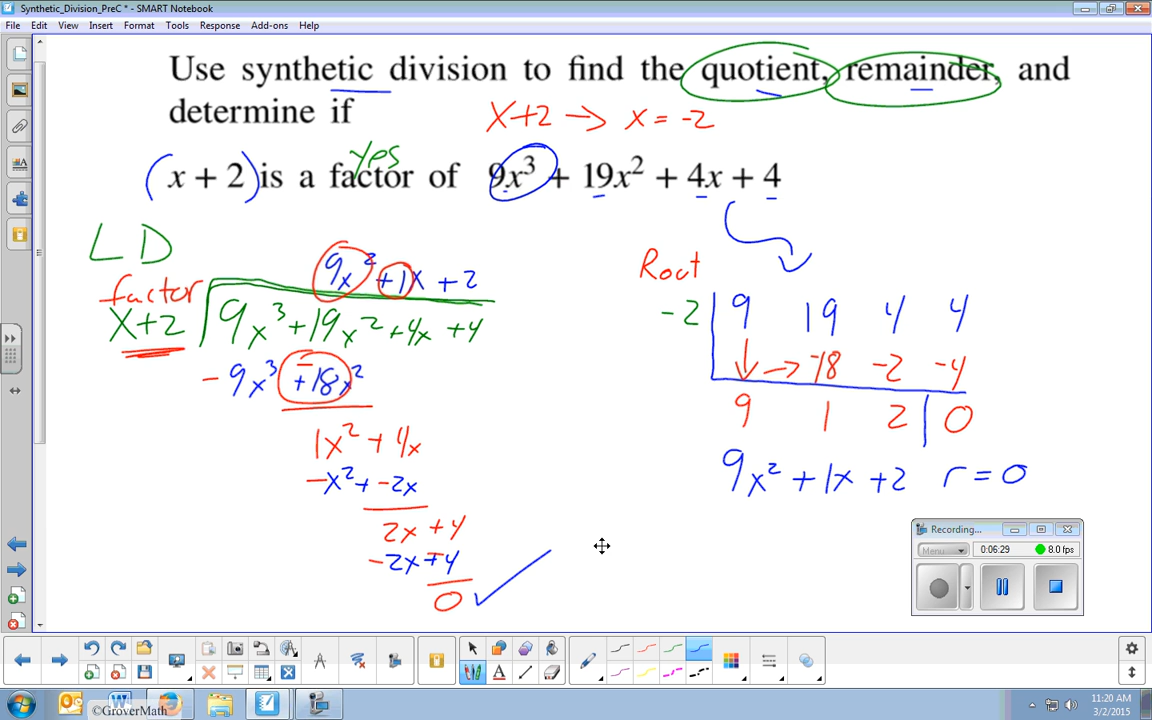 Synthetic_Division_PreC * - SMART Notebook
File Edit View Insert Format Tools Response Add-ons Help
Use synthetic division to find the quotient, remainder, and
determine if
x+2 → x = -2
yes
(x + 2) is a factor of 9x³ + 19x² + 4x + 4
LD
9x² + 1x + 2
factor
x+2 9x³ + 19x² + 4x + 4
- 9x³ + 18x²
1x² + 4x
- x² + - 2x
2x + 4
- 2x + 4
0
Root
-2 9 19 4 4
-18 -2 -4
9 1 2 0
9x² + 1x + 2 r = 0
Recording...
Menu 0:06:29 8.0 fps
©GroverMath
11:20 AM
3/2/2015